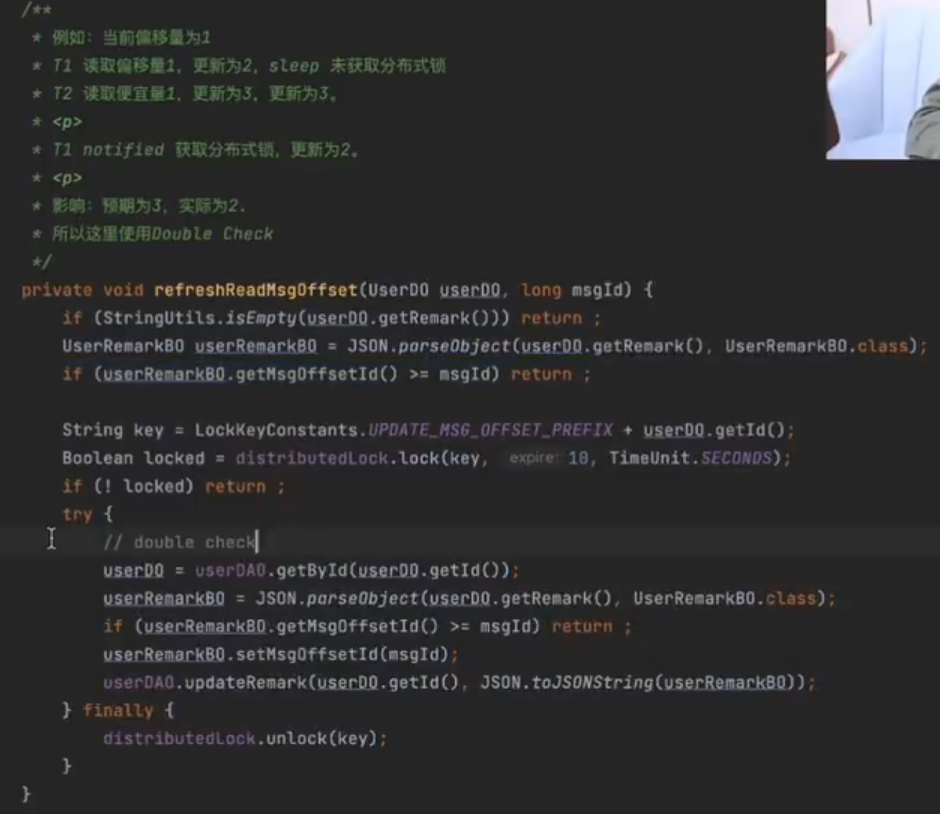 /**
* 例如：当前偏移量为1
* T1 读取偏移量1，更新为2，sleep 未获取分布式锁
* T2 读取便宜量1，更新为3，更新为3。
* <p>
* T1 notified 获取分布式锁，更新为2。
* <p>
* 影响：预期为3，实际为2.
* 所以这里使用Double Check
*/
private void refreshReadMsgOffset(UserDO userDO, long msgId) {
if (StringUtils.isEmpty(userDO.getRemark())) return ;
UserRemarkBO userRemarkBO = JSON.parseObject(userDO.getRemark(), UserRemarkBO.class);
if (userRemarkBO.getMsgOffsetId() >= msgId) return ;
String key = LockKeyConstants.UPDATE_MSG_OFFSET_PREFIX + userDO.getId();
Boolean locked = distributedLock.lock(key, expire: 10, TimeUnit.SECONDS);
if (! locked) return ;
try {
// double check
userDO = userDAO.getById(userDO.getId());
userRemarkBO = JSON.parseObject(userDO.getRemark(), UserRemarkBO.class);
if (userRemarkBO.getMsgOffsetId() >= msgId) return ;
userRemarkBO.setMsgOffsetId(msgId);
userDAO.updateRemark(userDO.getId(), JSON.toJSONString(userRemarkBO));
} finally {
distributedLock.unlock(key);
}
}